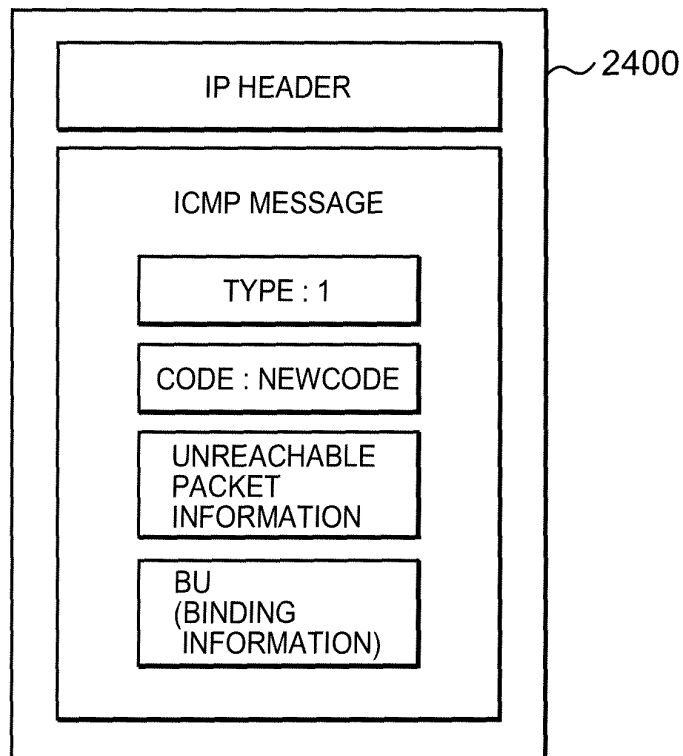 IP HEADER
2400
ICMP MESSAGE
TYPE : 1
CODE : NEWCODE
UNREACHABLE
PACKET
INFORMATION
BU
(BINDING
INFORMATION)